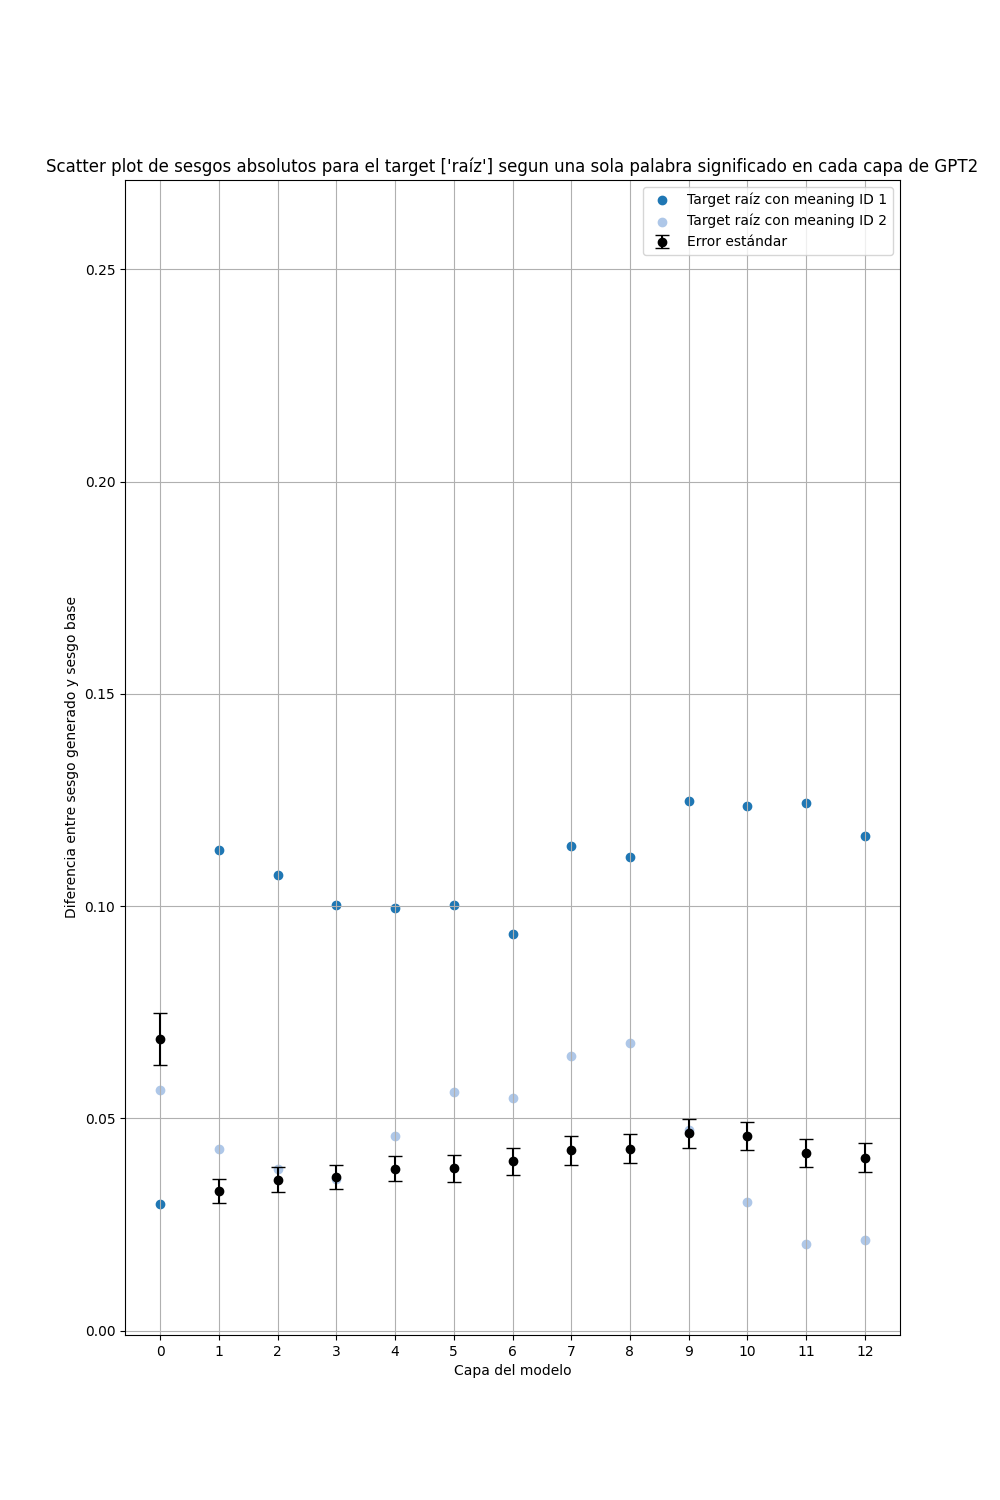 Scatter plot de sesgos absolutos para el target ['raíz'] segun una sola palabra significado en cada capa de GPT2
Target raíz con meaning ID 1
Target raíz con meaning ID 2
Error estándar
Diferencia entre sesgo generado y sesgo base
0.25
0.20
0.15
0.10
0.05
0.00
0 1 2 3 4 5 6 7 8 9 10 11 12
Capa del modelo